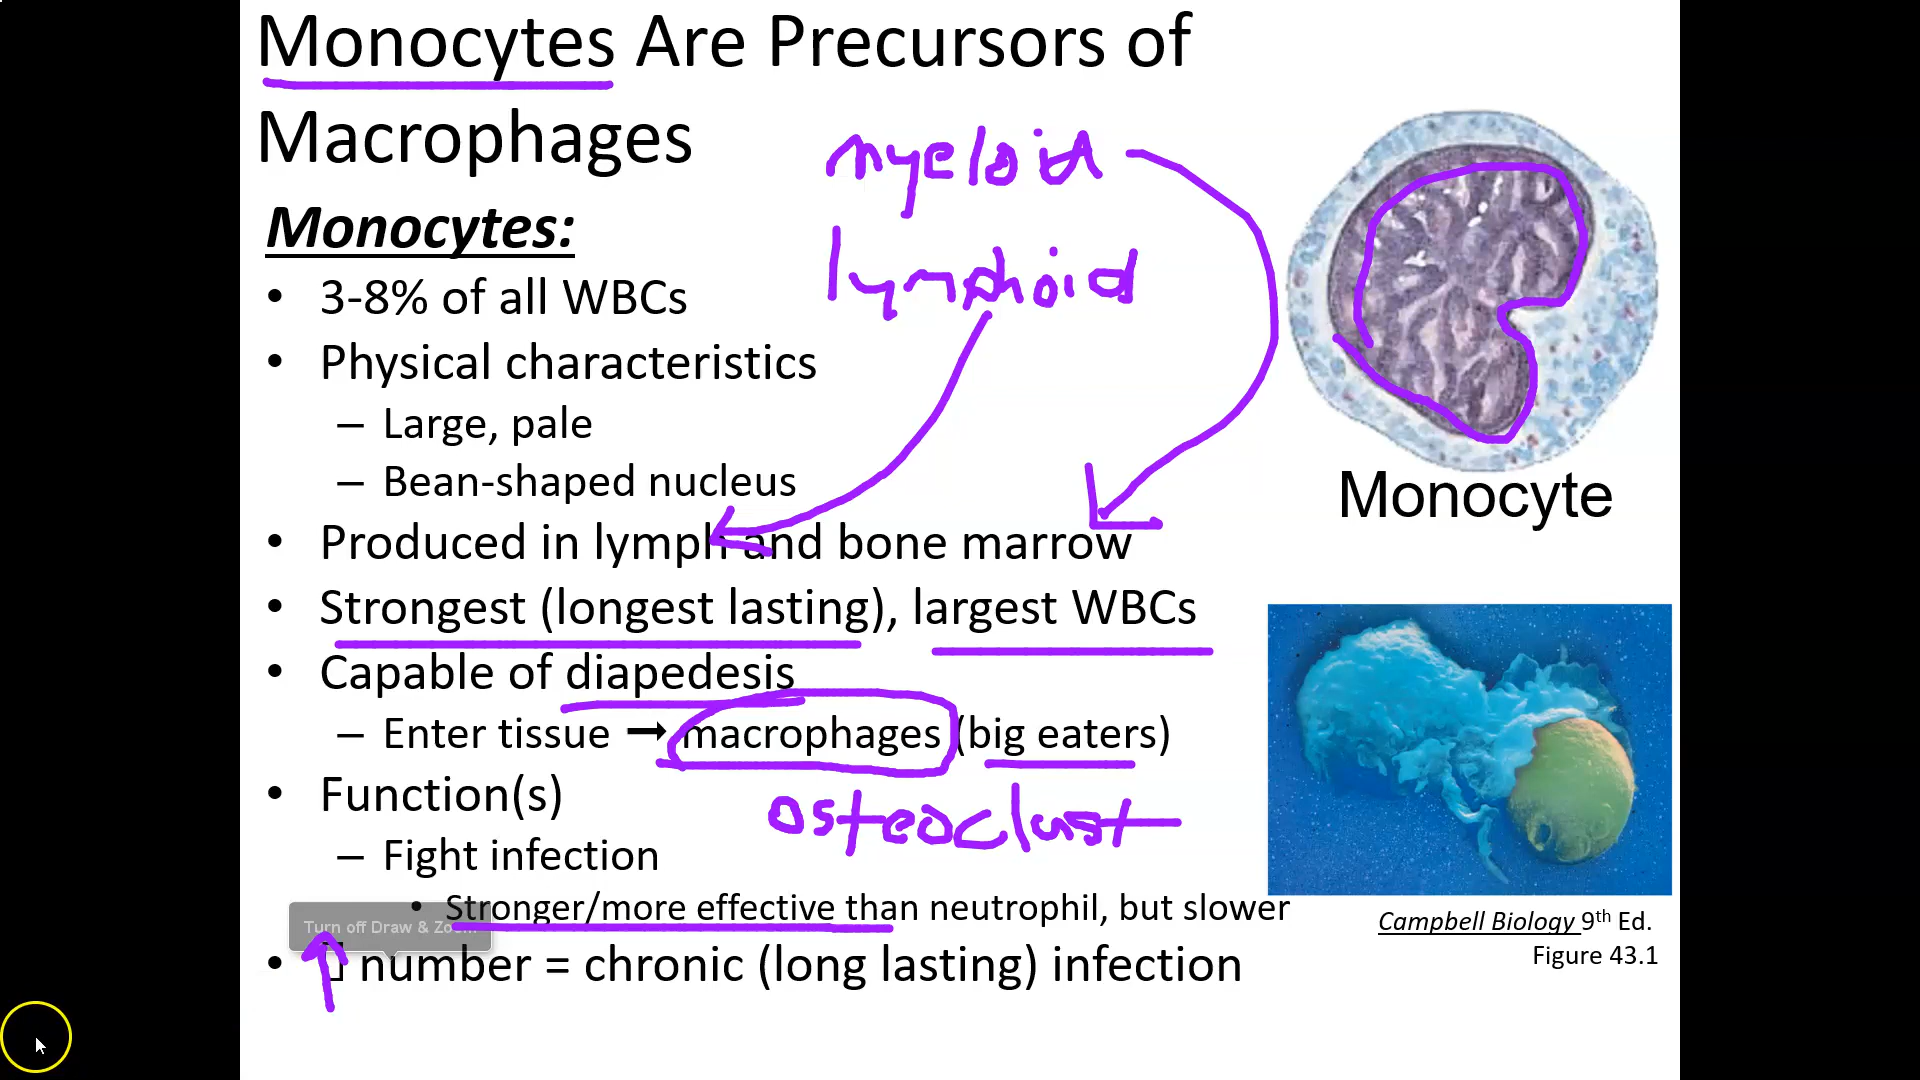 Monocytes Are Precursors of
Macrophages
myeloid
lymphoid
Monocytes:
• 3-8% of all WBCs
• Physical characteristics
– Large, pale
– Bean-shaped nucleus
• Produced in lymph and bone marrow
• Strongest (longest lasting), largest WBCs
• Capable of diapedesis
– Enter tissue → macrophages (big eaters)
• Function(s)
osteoclast
– Fight infection
• Stronger/more effective than neutrophil, but slower
Turn off Draw & Zoom
• ↑ number = chronic (long lasting) infection
Monocyte
Campbell Biology 9th Ed.
Figure 43.1